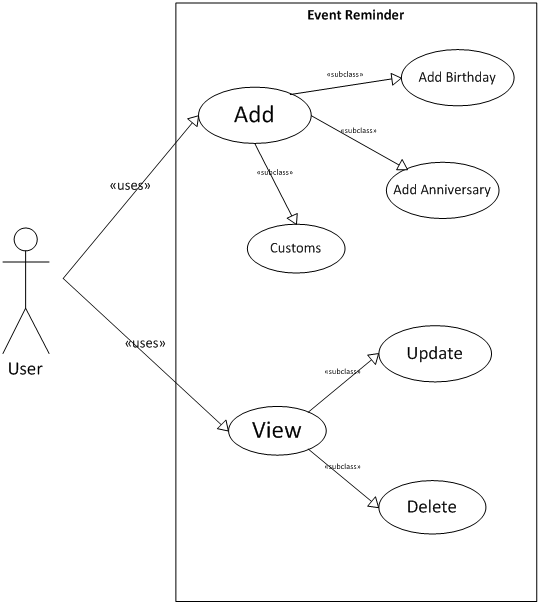 Event Reminder
«subclass»
Add Birthday
Add
«subclass»
«subclass»
«uses»
Add Anniversary
Customs
«uses»
User
Update
«subclass»
View
«subclass»
Delete